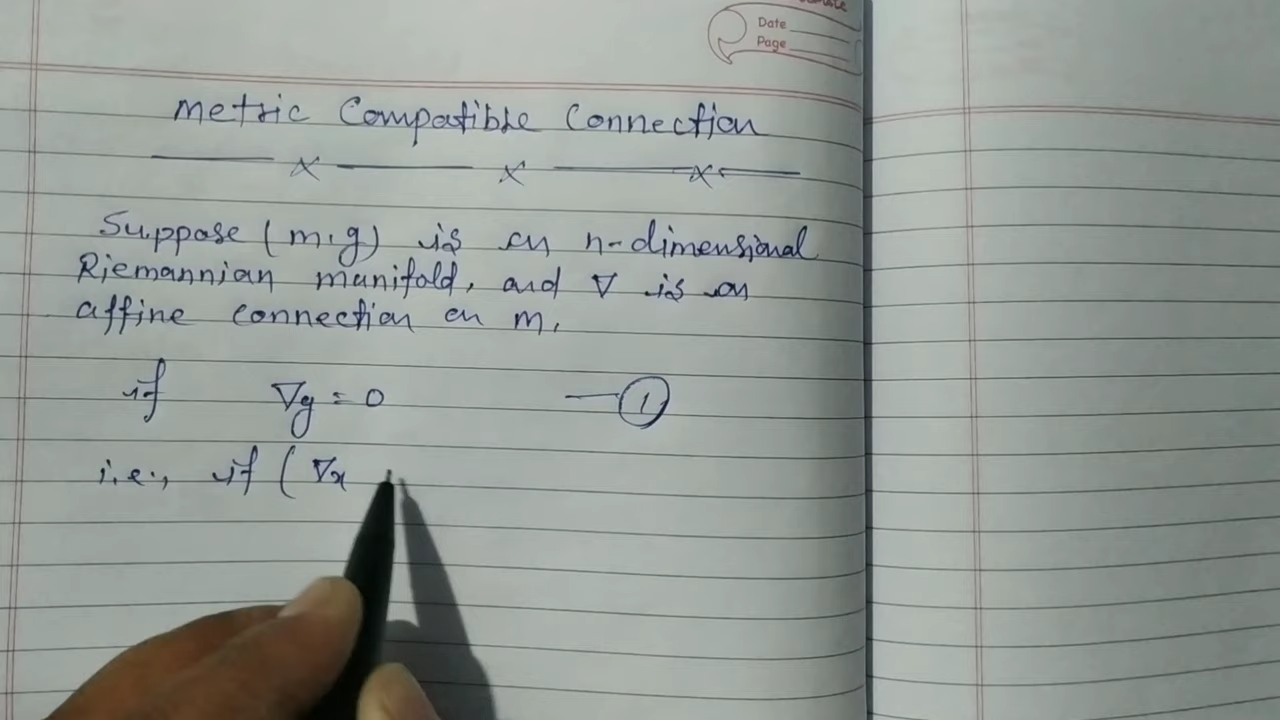 Date
Page
Metric Compatible Connection
Suppose (M,g) is an n-dimensional
Riemannian manifold, and ∇ is an
affine connection on M.
if ∇g = 0 —①
i.e., if (∇x